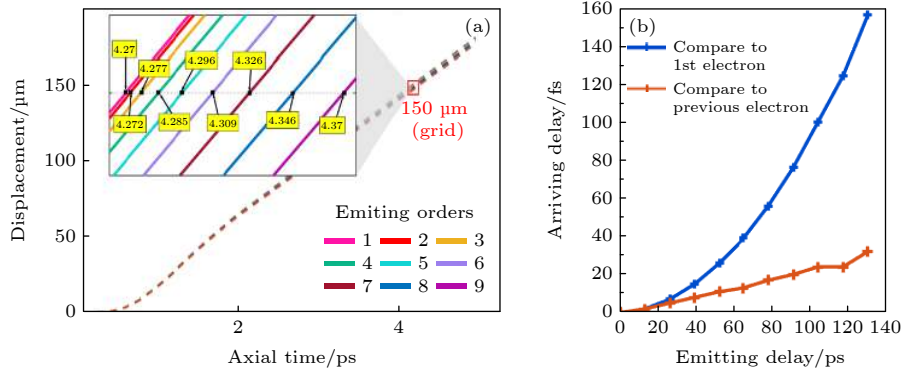 (a)
4.27
4.277
4.296
4.326
4.272
4.285
4.309
4.346
4.37
150 µm
(grid)
Displacement/µm
150
100
50
0
Emiting orders
1 2 3
4 5 6
7 8 9
2 4
Axial time/ps
(b)
Compare to
1st electron
Compare to
previous electron
Arriving delay/fs
160
140
120
100
80
60
40
20
0
0 20 40 60 80 100 120 140
Emitting delay/ps